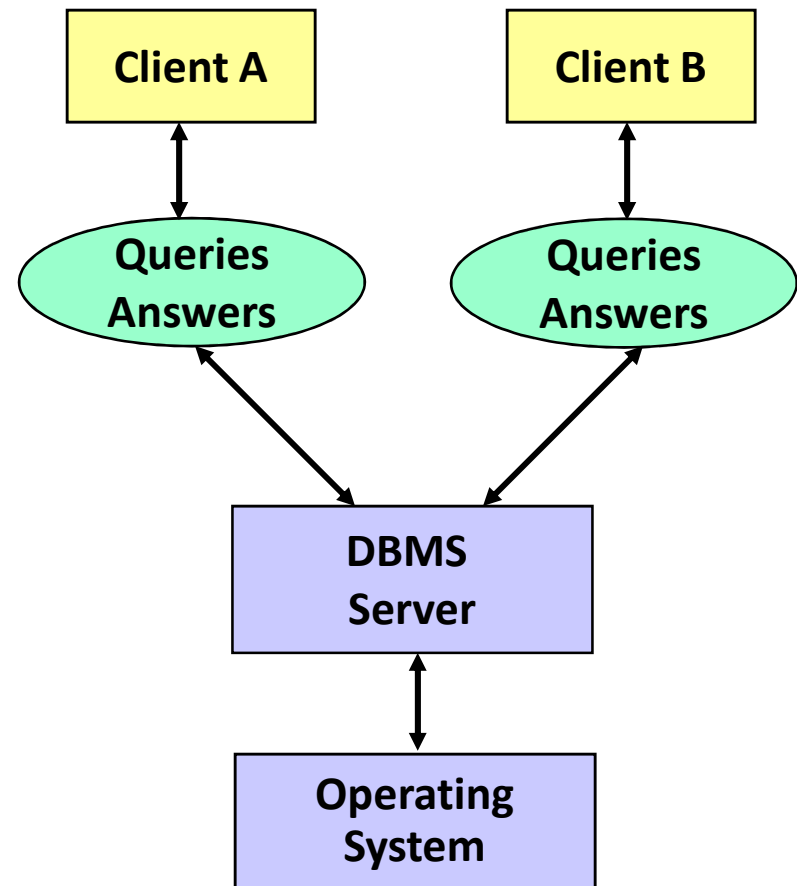 Client A
Client B
Queries
Answers
Queries
Answers
DBMS
Server
Operating
System